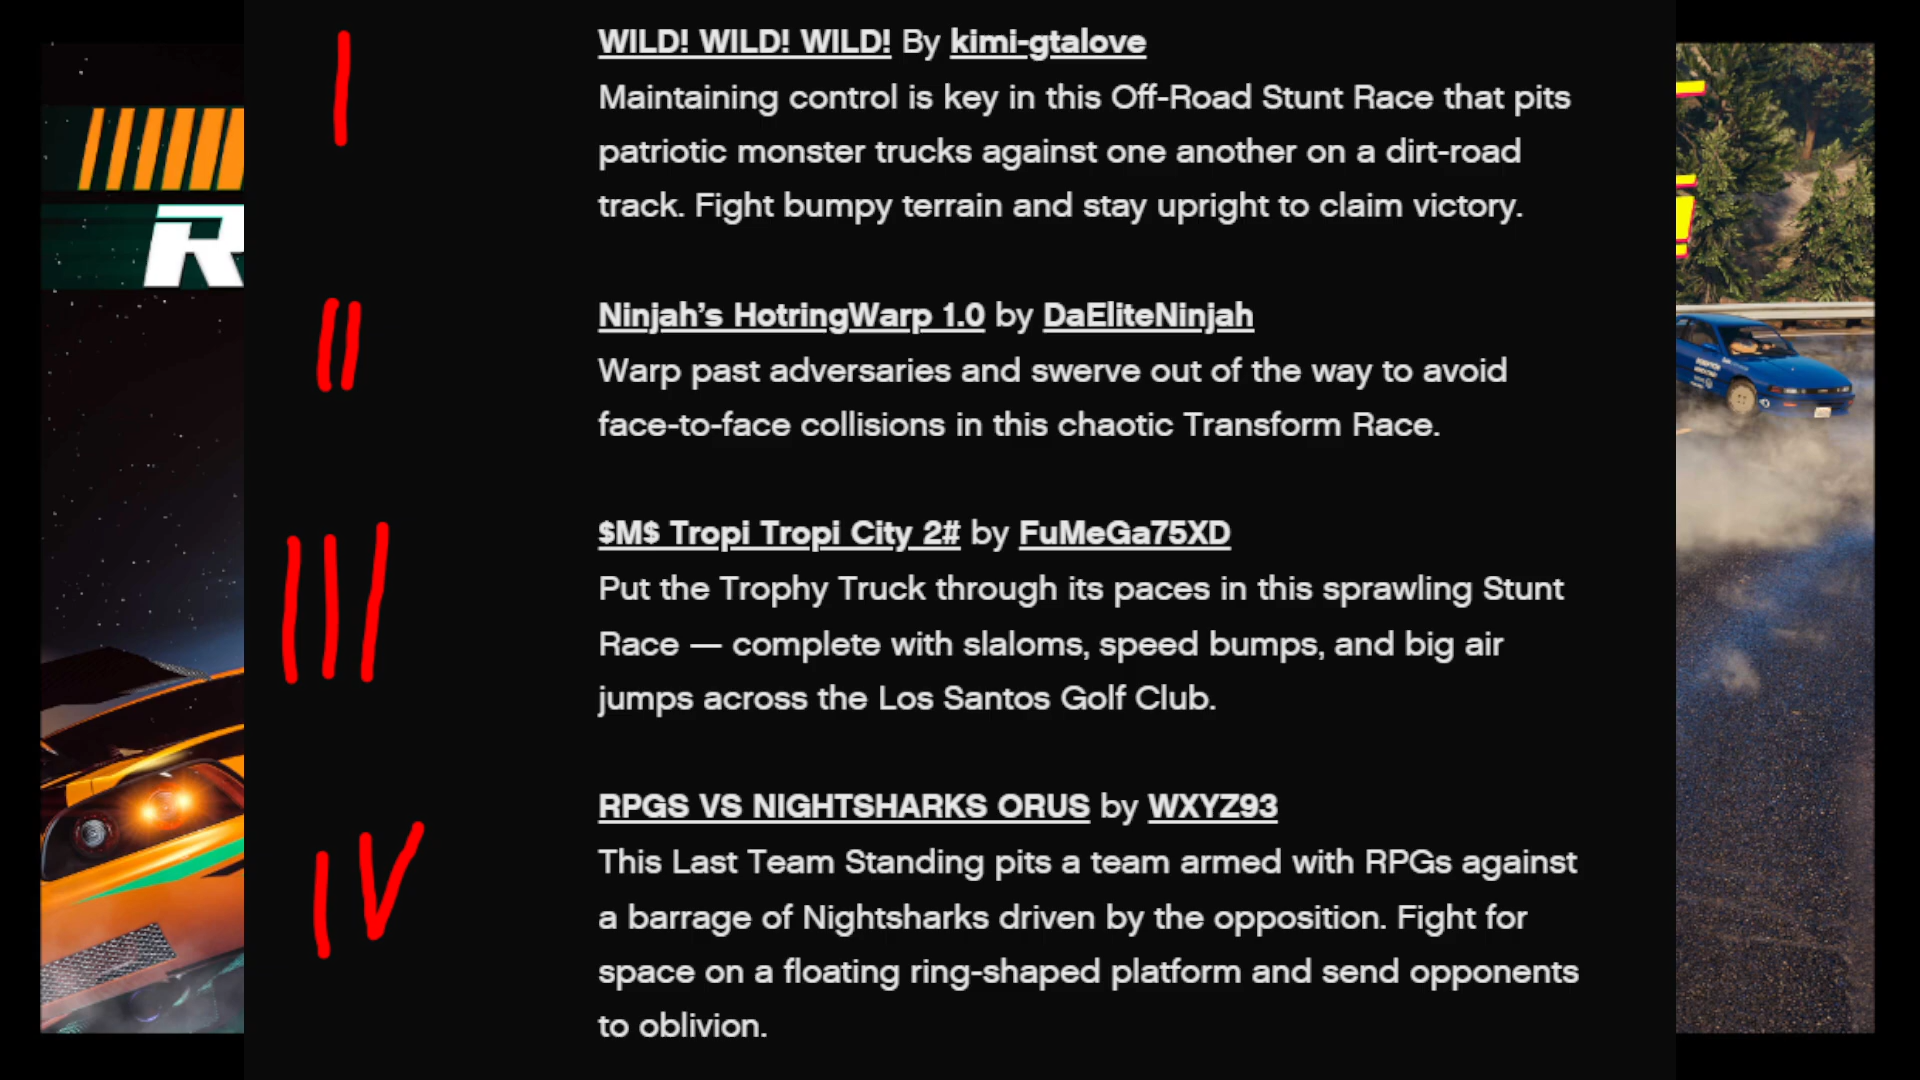 I
WILD! WILD! WILD! By kimi-gtalove
Maintaining control is key in this Off-Road Stunt Race that pits
patriotic monster trucks against one another on a dirt-road
track. Fight bumpy terrain and stay upright to claim victory.
II
Ninjah’s HotringWarp 1.0 by DaEliteNinjah
Warp past adversaries and swerve out of the way to avoid
face-to-face collisions in this chaotic Transform Race.
III
$M$ Tropi Tropi City 2# by FuMeGa75XD
Put the Trophy Truck through its paces in this sprawling Stunt
Race — complete with slaloms, speed bumps, and big air
jumps across the Los Santos Golf Club.
IV
RPGS VS NIGHTSHARKS ORUS by WXYZ93
This Last Team Standing pits a team armed with RPGs against
a barrage of Nightsharks driven by the opposition. Fight for
space on a floating ring-shaped platform and send opponents
to oblivion.
R